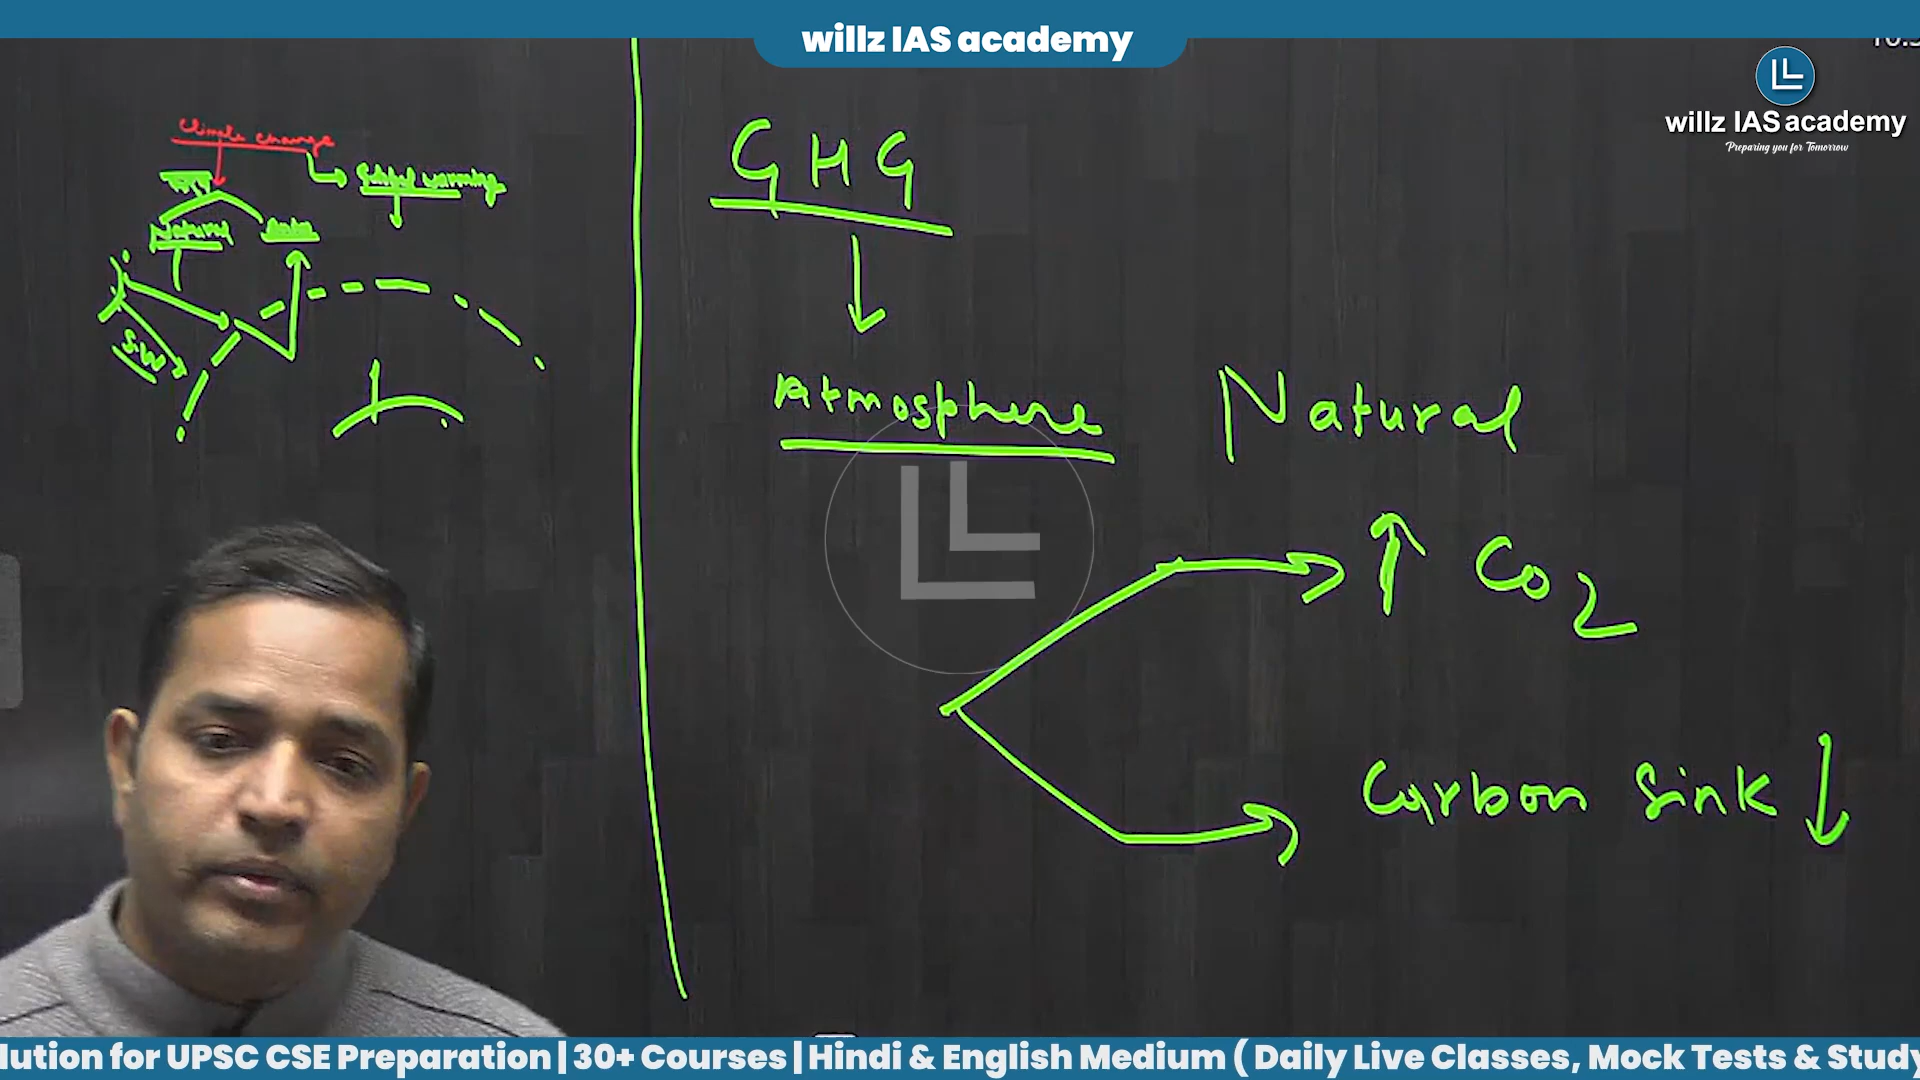 willz IAS academy
willz IAS academy
Preparing you for Tomorrow
Climate change
Global warming
Natural
S.W
GHG
Atmosphere
Natural
↑ CO2
Carbon Sink ↓
lution for UPSC CSE Preparation | 30+ Courses | Hindi & English Medium ( Daily Live Classes, Mock Tests & Study